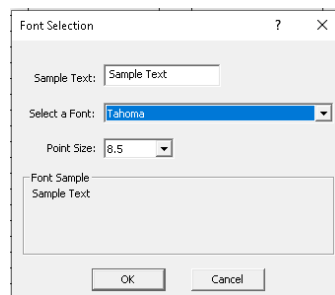 Font Selection ? X
Sample Text: Sample Text
Select a Font: Tahoma
Point Size: 8.5
Font Sample
Sample Text
OK Cancel